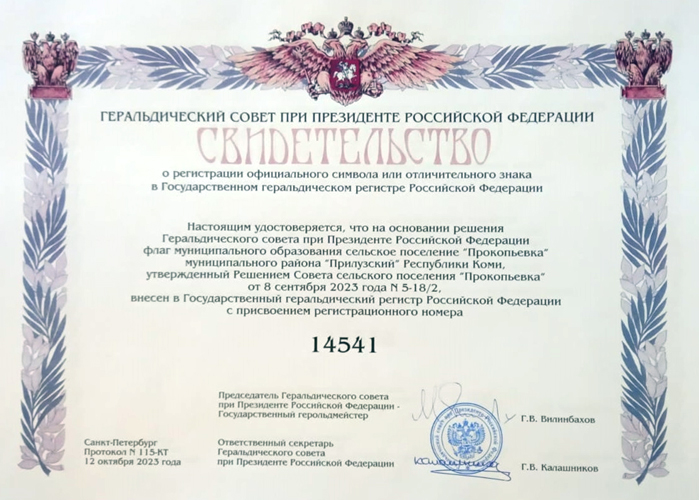 ГЕРАЛЬДИЧЕСКИЙ СОВЕТ ПРИ ПРЕЗИДЕНТЕ РОССИЙСКОЙ ФЕДЕРАЦИИ
СВИДЕТЕЛЬСТВО
о регистрации официального символа или отличительного знака
в Государственном геральдическом регистре Российской Федерации
Настоящим удостоверяется, что на основании решения
Геральдического совета при Президенте Российской Федерации
флаг муниципального образования сельское поселение "Прокопьевка"
муниципального района "Прилузский" Республики Коми,
утвержденный Решением Совета сельского поселения "Прокопьевка"
от 8 сентября 2023 года N 5-18/2,
внесен в Государственный геральдический регистр Российской Федерации
с присвоением регистрационного номера
14541
Председатель Геральдического совета
при Президенте Российской Федерации -
Государственный герольдмейстер
Г.В. Вилинбахов
Санкт-Петербург
Протокол N 115-КТ
12 октября 2023 года
Ответственный секретарь
Геральдического совета
при Президенте Российской Федерации
Г.В. Калашников